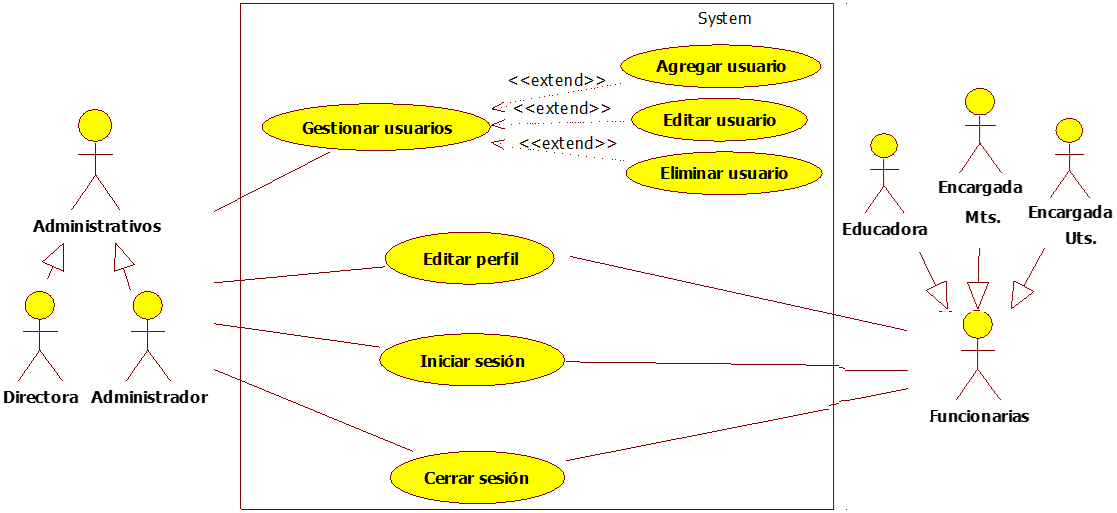 System
Agregar usuario
<<extend>>
<<extend>>
Editar usuario
Gestionar usuarios
<<extend>>
Eliminar usuario
Administrativos
Directora
Administrador
Editar perfil
Iniciar sesión
Cerrar sesión
Educadora
Encargada
Mts.
Encargada
Uts.
Funcionarias